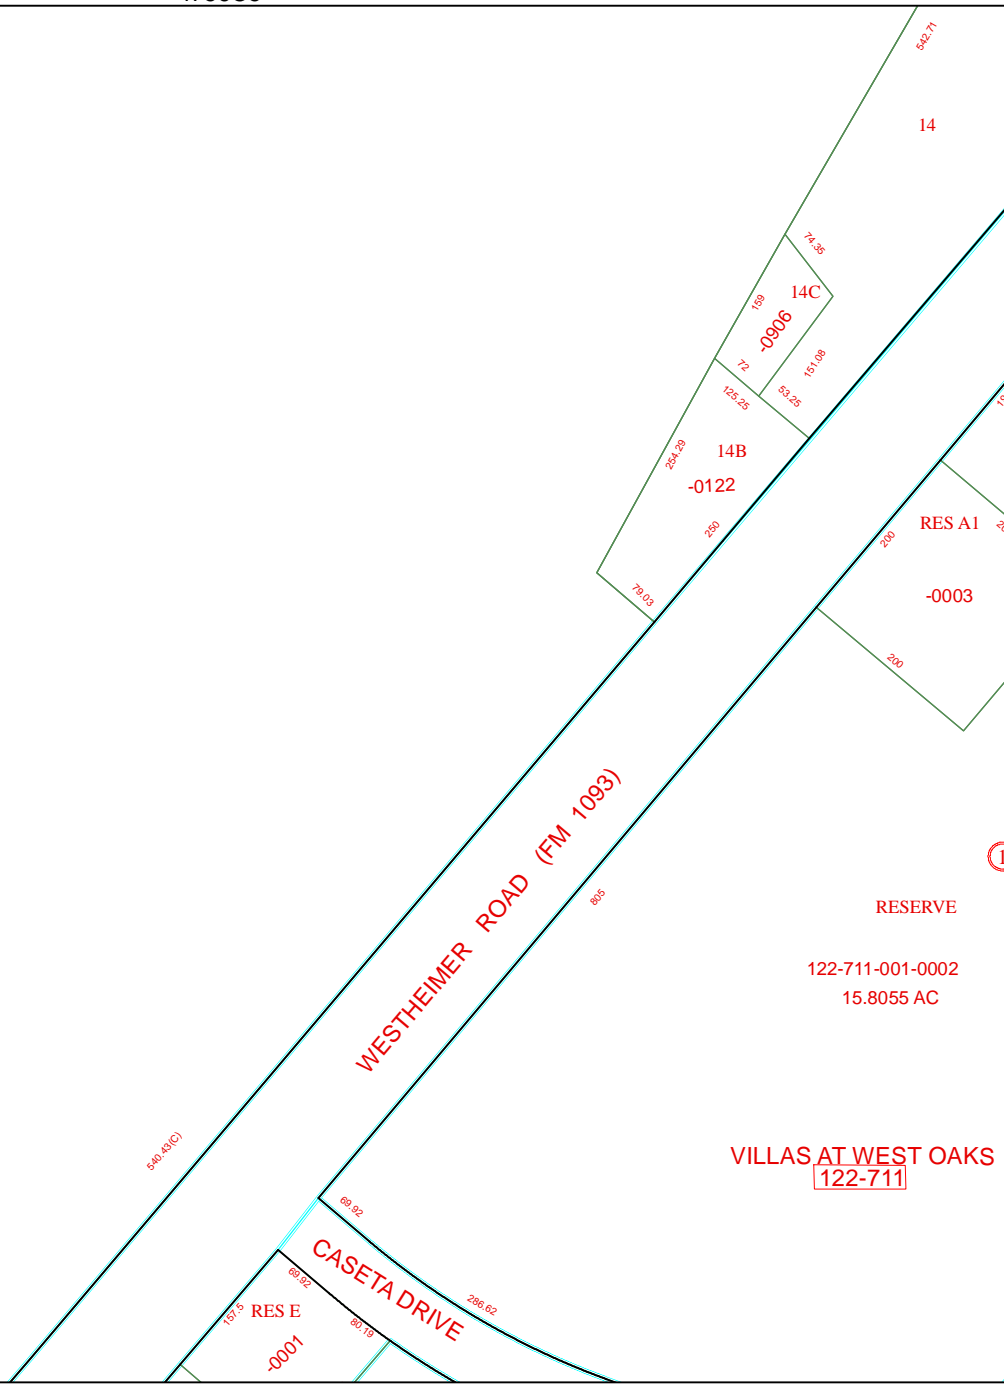 542.71
14
74.35
14C
159
-0906
151.08
72
125.25
53.25
254.29
14B
-0122
250
79.03
RES A1
200
-0003
200
WESTHEIMER ROAD (FM 1093)
805
1
RESERVE
122-711-001-0002
15.8055 AC
540.43(C)
VILLAS AT WEST OAKS
122-711
69.92
CASETA DRIVE
69.92
286.62
157.5
RES E
80.19
-0001